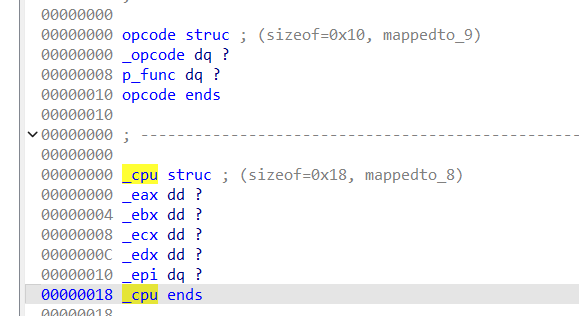 00000000
00000000 opcode struc ; (sizeof=0x10, mappedto_9)
00000000 _opcode dq ?
00000008 p_func dq ?
00000010 opcode ends
00000010
00000000 ; ------------------------------------------------
00000000
00000000 _cpu struc ; (sizeof=0x18, mappedto_8)
00000000 _eax dd ?
00000004 _ebx dd ?
00000008 _ecx dd ?
0000000C _edx dd ?
00000010 _epi dq ?
00000018 _cpu ends
00000018